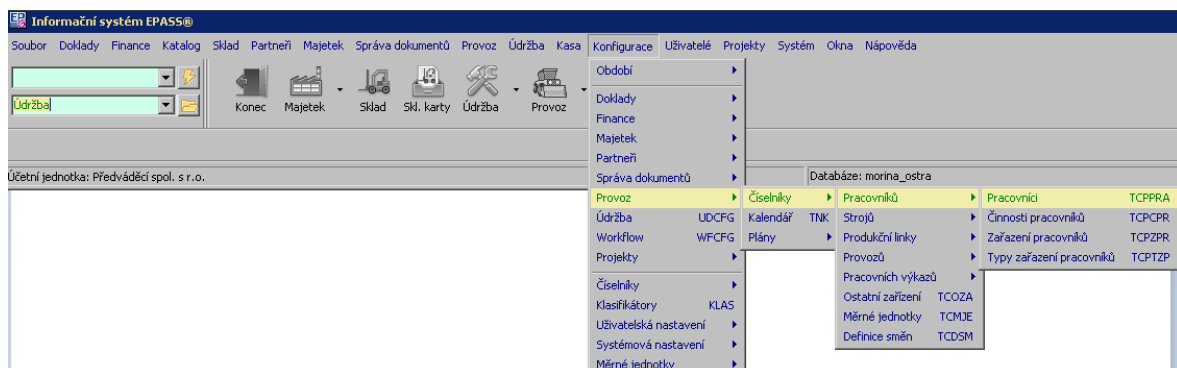 Informační systém EPASS®
Soubor Doklady Finance Katalog Sklad Partneři Majetek Správa dokumentů Provoz Údržba Kasa Konfigurace Uživatelé Projekty Systém Okna Nápověda
Údržba
Konec Majetek Sklad Skl. karty Údržba Provoz
Účetní jednotka: Předváděcí spol. s r.o.
Databáze: morina_ostra
Období
Doklady
Finance
Majetek
Partneři
Správa dokumentů
Provoz
Údržba UDCFG
Workflow WFCFG
Projekty
Číselníky
Klasifikátory KLAS
Uživatelská nastavení
Systémová nastavení
Měrné jednotky
Číselníky
Kalendář TNK
Plány
Pracovníků
Strojů
Produkční linky
Provozů
Pracovních výkazů
Ostatní zařízení TCOZA
Měrné jednotky TCMJE
Definice směn TCDSM
Pracovníci TCPPRA
Činnosti pracovníků TCPCPR
Zařazení pracovníků TCPZPR
Typy zařazení pracovníků TCPTZP